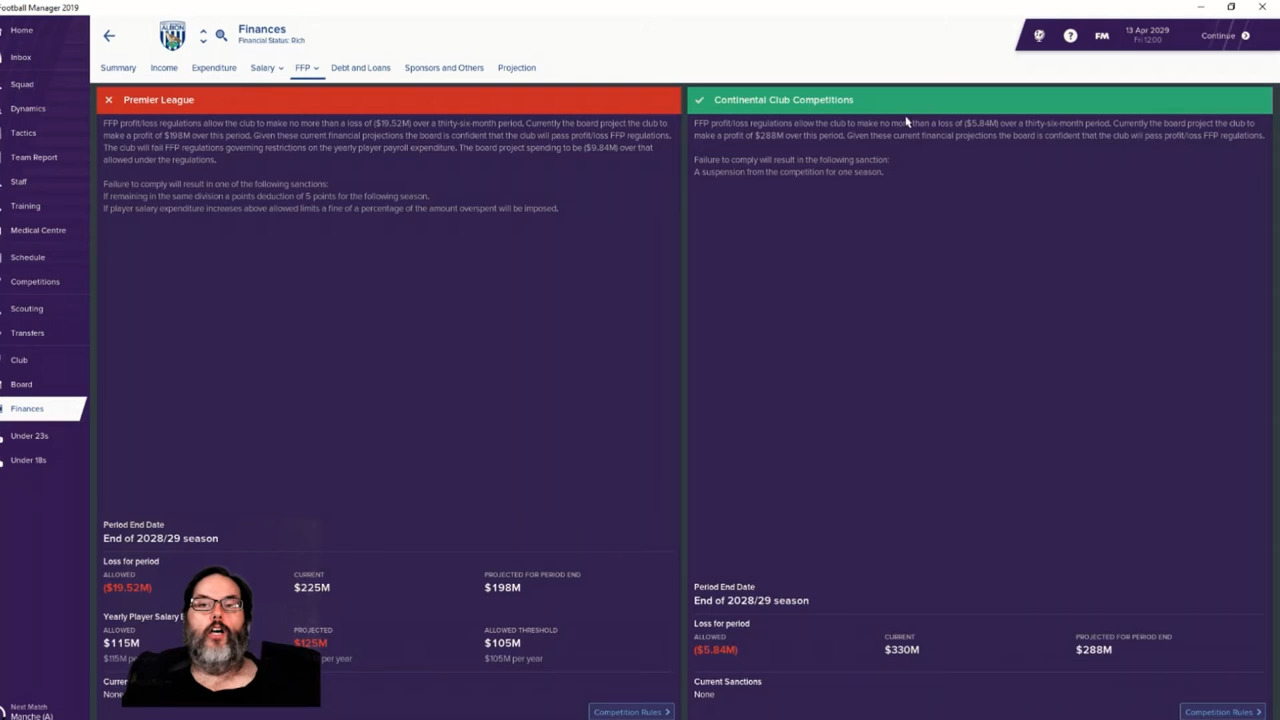 Football Manager 2019
Home
Inbox
Squad
Dynamics
Tactics
Team Report
Staff
Training
Medical Centre
Schedule
Competitions
Scouting
Transfers
Club
Board
Finances
Under 23s
Under 18s
Next Match
Manche (A)
ALBION
Finances
Financial Status: Rich
FM
13 Apr 2029
Fri 12:00
Continue
Summary
Income
Expenditure
Salary
FFP
Debt and Loans
Sponsors and Others
Projection
Premier League
FFP profit/loss regulations allow the club to make no more than a loss of ($19.52M) over a thirty-six-month period. Currently the board project the club to
make a profit of $198M over this period. Given these current financial projections the board is confident that the club will pass profit/loss FFP regulations.
The club will fail FFP regulations governing restrictions on the yearly player payroll expenditure. The board project spending to be ($9.84M) over that
allowed under the regulations.
Failure to comply will result in one of the following sanctions:
If remaining in the same division a points deduction of 5 points for the following season.
If player salary expenditure increases above allowed limits a fine of a percentage of the amount overspent will be imposed.
Period End Date
End of 2028/29 season
Loss for period
ALLOWED
($19.52M)
CURRENT
$225M
PROJECTED FOR PERIOD END
$198M
Yearly Player Salary
ALLOWED
$115M
$115M pe
PROJECTED
$125M
per year
ALLOWED THRESHOLD
$105M
$105M per year
Curre
None
Competition Rules
Continental Club Competitions
FFP profit/loss regulations allow the club to make no more than a loss of ($5.84M) over a thirty-six-month period. Currently the board project the club to
make a profit of $288M over this period. Given these current financial projections the board is confident that the club will pass profit/loss FFP regulations.
Failure to comply will result in the following sanction:
A suspension from the competition for one season.
Period End Date
End of 2028/29 season
Loss for period
ALLOWED
($5.84M)
CURRENT
$330M
PROJECTED FOR PERIOD END
$288M
Current Sanctions
None
Competition Rules